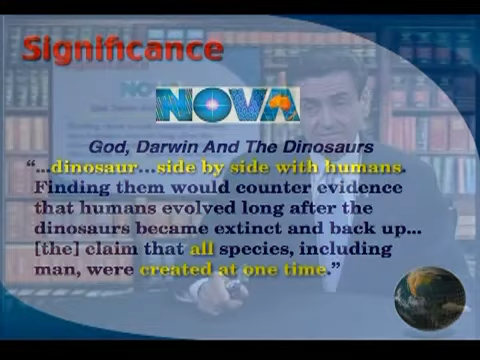 Significance
NOVA
God, Darwin And The Dinosaurs
“...dinosaur...side by side with humans.
Finding them would counter evidence
that humans evolved long after the
dinosaurs became extinct and back up...
[the] claim that all species, including
man, were created at one time.”